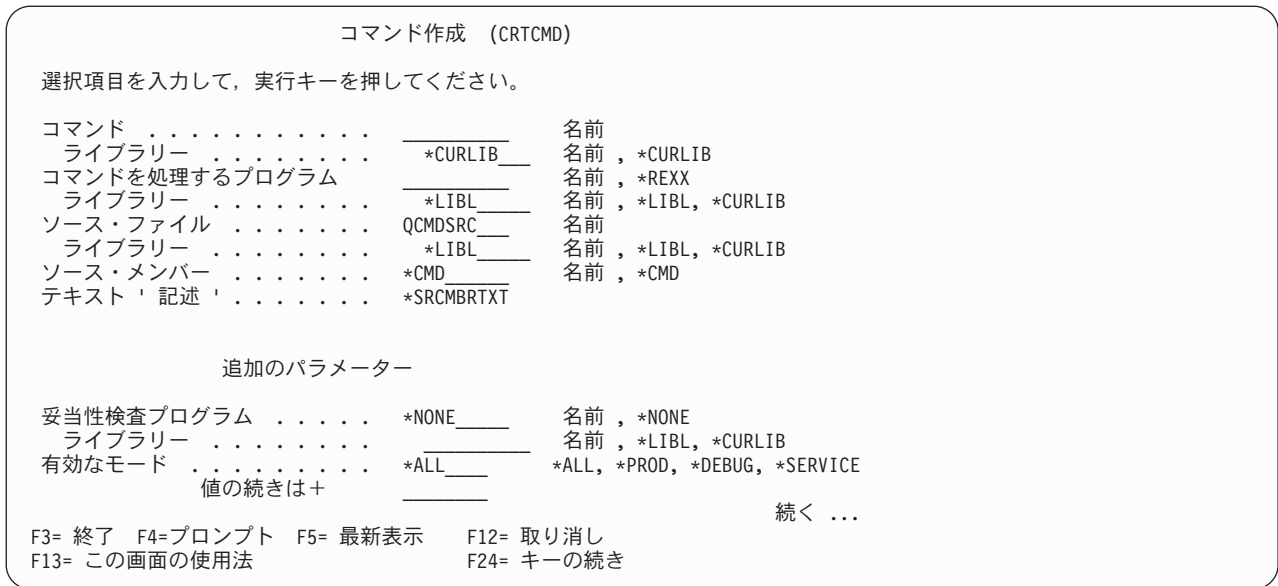 コマンド作成 (CRTCMD)
選択項目を入力して, 実行キーを押してください。
コマンド . . . . . . . . . . . __________ 名前
ライブラリー . . . . . . . . *CURLIB___ 名前 , *CURLIB
コマンドを処理するプログラム __________ 名前 , *REXX
ライブラリー . . . . . . . . *LIBL_____ 名前 , *LIBL, *CURLIB
ソース・ファイル . . . . . . . QCMDSRC___ 名前
ライブラリー . . . . . . . . *LIBL_____ 名前 , *LIBL, *CURLIB
ソース・メンバー . . . . . . . *CMD______ 名前 , *CMD
テキスト ' 記述 ' . . . . . . . *SRCMBRTXT
追加のパラメーター
妥当性検査プログラム . . . . . *NONE_____ 名前 , *NONE
ライブラリー . . . . . . . . __________ 名前 , *LIBL, *CURLIB
有効なモード . . . . . . . . . *ALL____ *ALL, *PROD, *DEBUG, *SERVICE
値の続きは+ ________
続く ...
F3= 終了 F4=プロンプト F5= 最新表示 F12= 取り消し
F13= この画面の使用法 F24= キーの続き